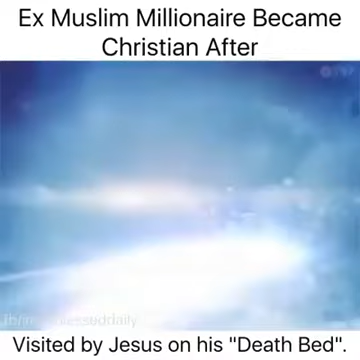 Ex Muslim Millionaire Became
Christian After
Visited by Jesus on his "Death Bed".